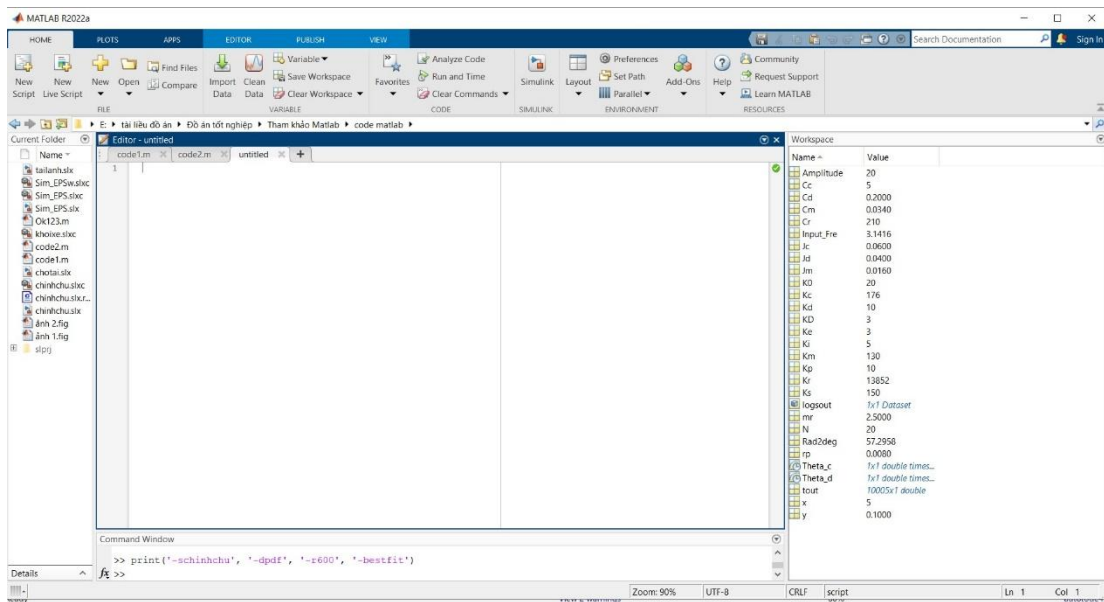 MATLAB R2022a
HOME PLOTS APPS EDITOR PUBLISH VIEW Search Documentation Sign In
New Script
New Live Script
New
Open
Find Files
Compare
FILE
Import Data
Clean Data
Variable
Save Workspace
Clear Workspace
VARIABLE
Favorites
Analyze Code
Run and Time
Clear Commands
CODE
Simulink
SIMULINK
Layout
Preferences
Set Path
Parallel
Add-Ons
ENVIRONMENT
Help
Community
Request Support
Learn MATLAB
RESOURCES
E: tài liệu đồ án Đồ án tốt nghiệp Tham khảo Matlab code matlab
Current Folder
Name
tailanh.slx
Sim_EPSw.slxc
Sim_EPS.slxc
Sim_EPS.slx
Ok123.m
khoixe.slxc
code2.m
code1.m
chotai.slx
chinhchu.slxc
chinhchu.slx.r...
chinhchu.slx
ảnh 2.fig
ảnh 1.fig
slprj
Details
Editor - untitled
code1.m code2.m untitled +
1
Command Window
>> print('-schinhchu', '-dpdf', '-r600', '-bestfit')
fx >>
Workspace
Name Value
Amplitude 20
Cc 5
Cd 0.2000
Cm 0.0340
Cr 210
Input_Fre 3.1416
Jc 0.0600
Jd 0.0400
Jm 0.0160
K0 20
Kc 176
Kd 10
KD 3
Ke 3
Ki 5
Km 130
Kp 10
Kr 13852
Ks 150
logsout 1x1 Dataset
mr 2.5000
N 20
Rad2deg 57.2958
rp 0.0080
Theta_c 1x1 double times...
Theta_d 1x1 double times...
tout 10005x1 double
x 5
y 0.1000
Zoom: 90% UTF-8 CRLF script Ln 1 Col 1